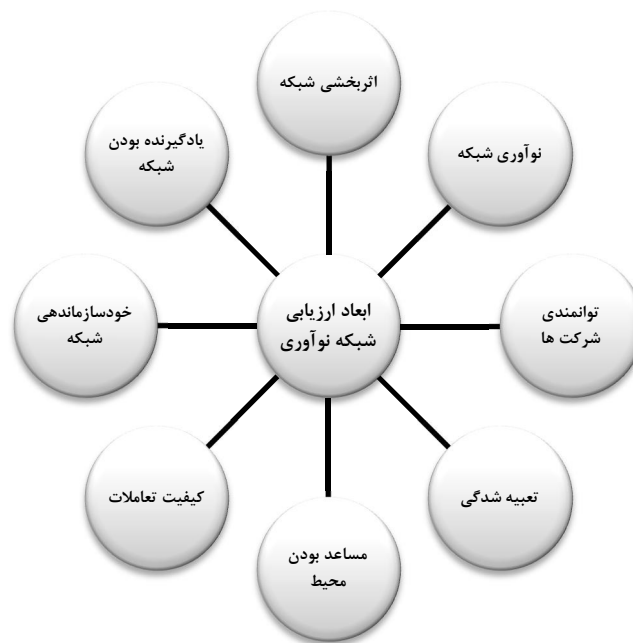 اثربخشی شبکه
نوآوری شبکه
توانمندی
شرکت ها
تعبیه شدگی
مساعد بودن
محیط
کیفیت تعاملات
خودسازماندهی
شبکه
یادگیرنده بودن
شبکه
ابعاد ارزیابی
شبکه نوآوری